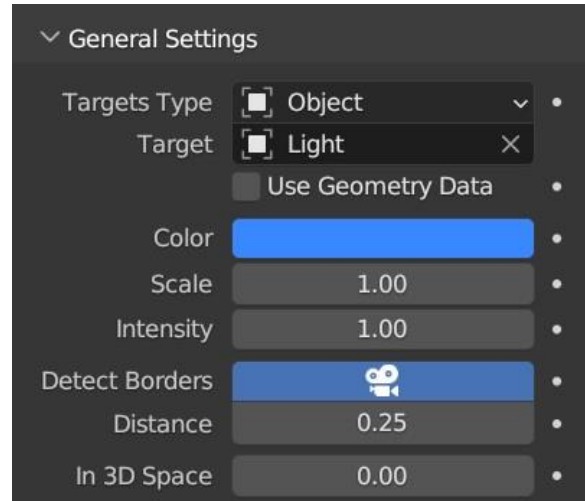 General Settings
Targets Type Object
Target Light
Use Geometry Data
Color
Scale 1.00
Intensity 1.00
Detect Borders
Distance 0.25
In 3D Space 0.00